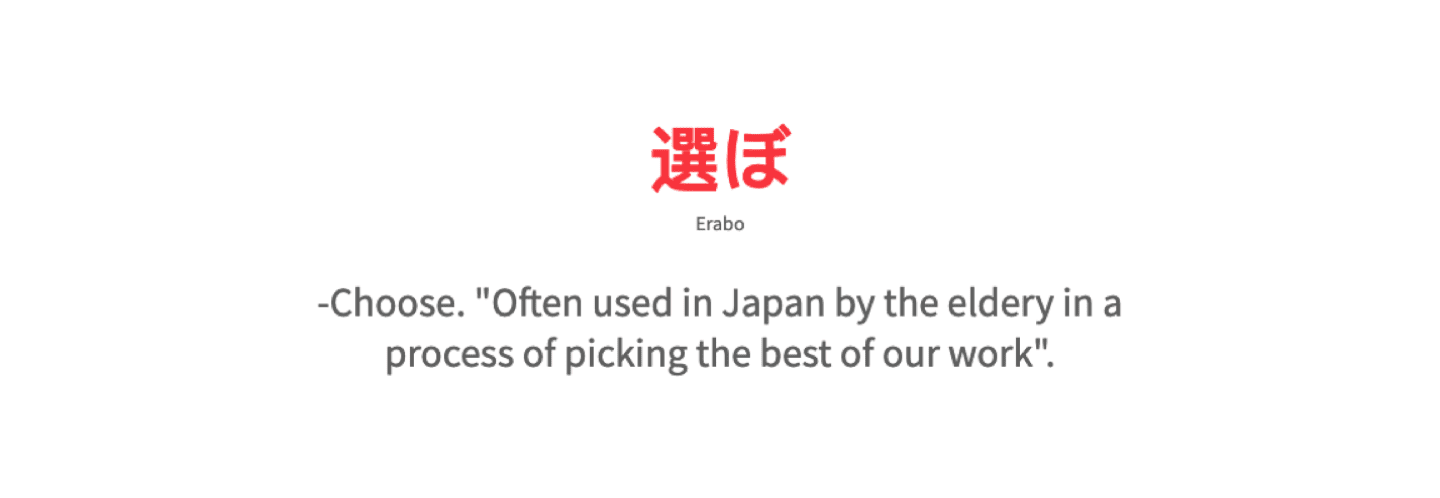 選ぼ
Erabo
-Choose. "Often used in Japan by the eldery in a
process of picking the best of our work".